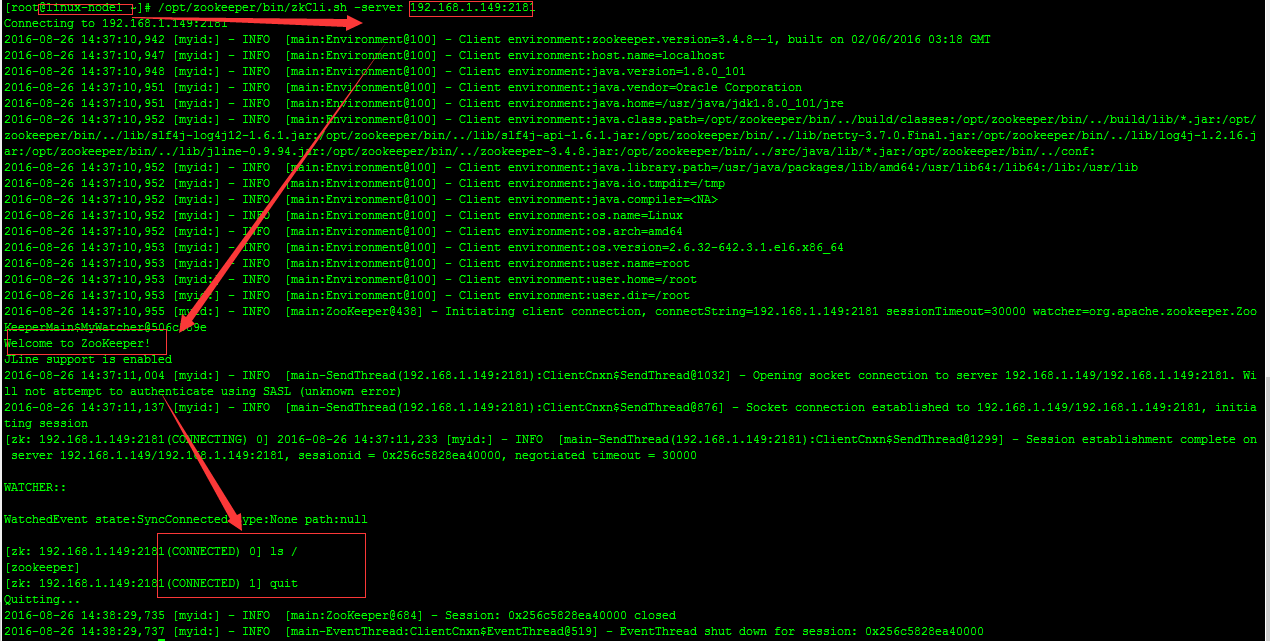 [root@linux-node1 ~]# /opt/zookeeper/bin/zkCli.sh -server 192.168.1.149:2181
Connecting to 192.168.1.149:2181
2016-08-26 14:37:10,942 [myid:] - INFO  [main:Environment@100] - Client environment:zookeeper.version=3.4.8--1, built on 02/06/2016 03:18 GMT
2016-08-26 14:37:10,947 [myid:] - INFO  [main:Environment@100] - Client environment:host.name=localhost
2016-08-26 14:37:10,948 [myid:] - INFO  [main:Environment@100] - Client environment:java.version=1.8.0_101
2016-08-26 14:37:10,951 [myid:] - INFO  [main:Environment@100] - Client environment:java.vendor=Oracle Corporation
2016-08-26 14:37:10,951 [myid:] - INFO  [main:Environment@100] - Client environment:java.home=/usr/java/jdk1.8.0_101/jre
2016-08-26 14:37:10,951 [myid:] - INFO  [main:Environment@100] - Client environment:java.class.path=/opt/zookeeper/bin/../build/classes:/opt/zookeeper/bin/../build/lib/*.jar:/opt/
zookeeper/bin/../lib/slf4j-log4j12-1.6.1.jar:/opt/zookeeper/bin/../lib/slf4j-api-1.6.1.jar:/opt/zookeeper/bin/../lib/netty-3.7.0.Final.jar:/opt/zookeeper/bin/../lib/log4j-1.2.16.j
ar:/opt/zookeeper/bin/../lib/jline-0.9.94.jar:/opt/zookeeper/bin/../zookeeper-3.4.8.jar:/opt/zookeeper/bin/../src/java/lib/*.jar:/opt/zookeeper/bin/../conf:
2016-08-26 14:37:10,952 [myid:] - INFO  [main:Environment@100] - Client environment:java.library.path=/usr/java/packages/lib/amd64:/usr/lib64:/lib64:/lib:/usr/lib
2016-08-26 14:37:10,952 [myid:] - INFO  [main:Environment@100] - Client environment:java.io.tmpdir=/tmp
2016-08-26 14:37:10,952 [myid:] - INFO  [main:Environment@100] - Client environment:java.compiler=<NA>
2016-08-26 14:37:10,952 [myid:] - INFO  [main:Environment@100] - Client environment:os.name=Linux
2016-08-26 14:37:10,952 [myid:] - INFO  [main:Environment@100] - Client environment:os.arch=amd64
2016-08-26 14:37:10,953 [myid:] - INFO  [main:Environment@100] - Client environment:os.version=2.6.32-642.3.1.el6.x86_64
2016-08-26 14:37:10,953 [myid:] - INFO  [main:Environment@100] - Client environment:user.name=root
2016-08-26 14:37:10,953 [myid:] - INFO  [main:Environment@100] - Client environment:user.home=/root
2016-08-26 14:37:10,953 [myid:] - INFO  [main:Environment@100] - Client environment:user.dir=/root
2016-08-26 14:37:10,955 [myid:] - INFO  [main:ZooKeeper@438] - Initiating client connection, connectString=192.168.1.149:2181 sessionTimeout=30000 watcher=org.apache.zookeeper.Zoo
Welcome to ZooKeeper!
JLine support is enabled
2016-08-26 14:37:11,004 [myid:] - INFO  [main-SendThread(192.168.1.149:2181):ClientCnxn$SendThread@1032] - Opening socket connection to server 192.168.1.149/192.168.1.149:2181. Wi
ll not attempt to authenticate using SASL (unknown error)
2016-08-26 14:37:11,137 [myid:] - INFO  [main-SendThread(192.168.1.149:2181):ClientCnxn$SendThread@876] - Socket connection established to 192.168.1.149/192.168.1.149:2181, initia
ting session
[zk: 192.168.1.149:2181(CONNECTING) 0] 2016-08-26 14:37:11,233 [myid:] - INFO  [main-SendThread(192.168.1.149:2181):ClientCnxn$SendThread@1299] - Session establishment complete on
 server 192.168.1.149/192.168.1.149:2181, sessionid = 0x256c5828ea40000, negotiated timeout = 30000
WATCHER::
WatchedEvent state:SyncConnected type:None path:null
[zk: 192.168.1.149:2181(CONNECTED) 0] ls /
[zookeeper]
[zk: 192.168.1.149:2181(CONNECTED) 1] quit
Quitting...
2016-08-26 14:38:29,735 [myid:] - INFO  [main:ZooKeeper@684] - Session: 0x256c5828ea40000 closed
2016-08-26 14:38:29,737 [myid:] - INFO  [main-EventThread:ClientCnxn$EventThread@519] - EventThread shut down for session: 0x256c5828ea40000